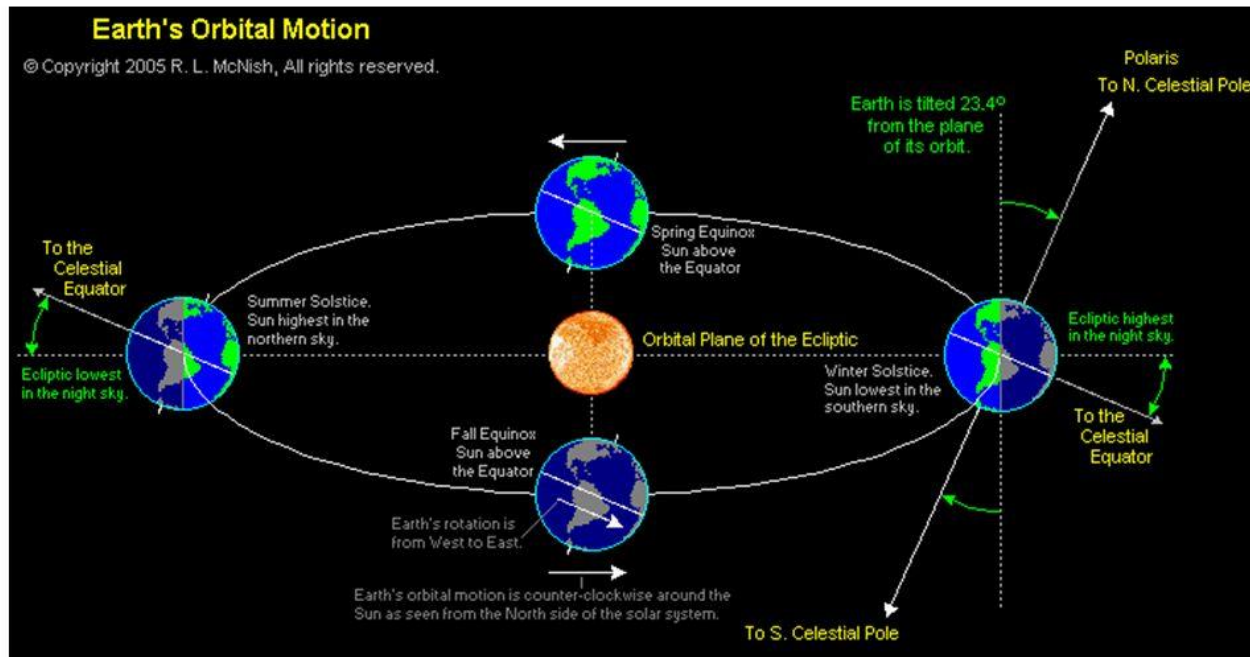 Earth's Orbital Motion
© Copyright 2005 R. L. McNish, All rights reserved.
Polaris
To N. Celestial Pole
Earth is tilted 23.4º
from the plane
of its orbit.
Spring Equinox
Sun above
the Equator
To the
Celestial
Equator
Summer Solstice.
Sun highest in the
northern sky.
Ecliptic highest
in the night sky.
Orbital Plane of the Ecliptic
Ecliptic lowest
in the night sky.
Winter Solstice.
Sun lowest in the
southern sky.
To the
Celestial
Equator
Fall Equinox
Sun above
the Equator
Earth's rotation is
from West to East.
Earth's orbital motion is counter-clockwise around the
Sun as seen from the North side of the solar system.
To S. Celestial Pole